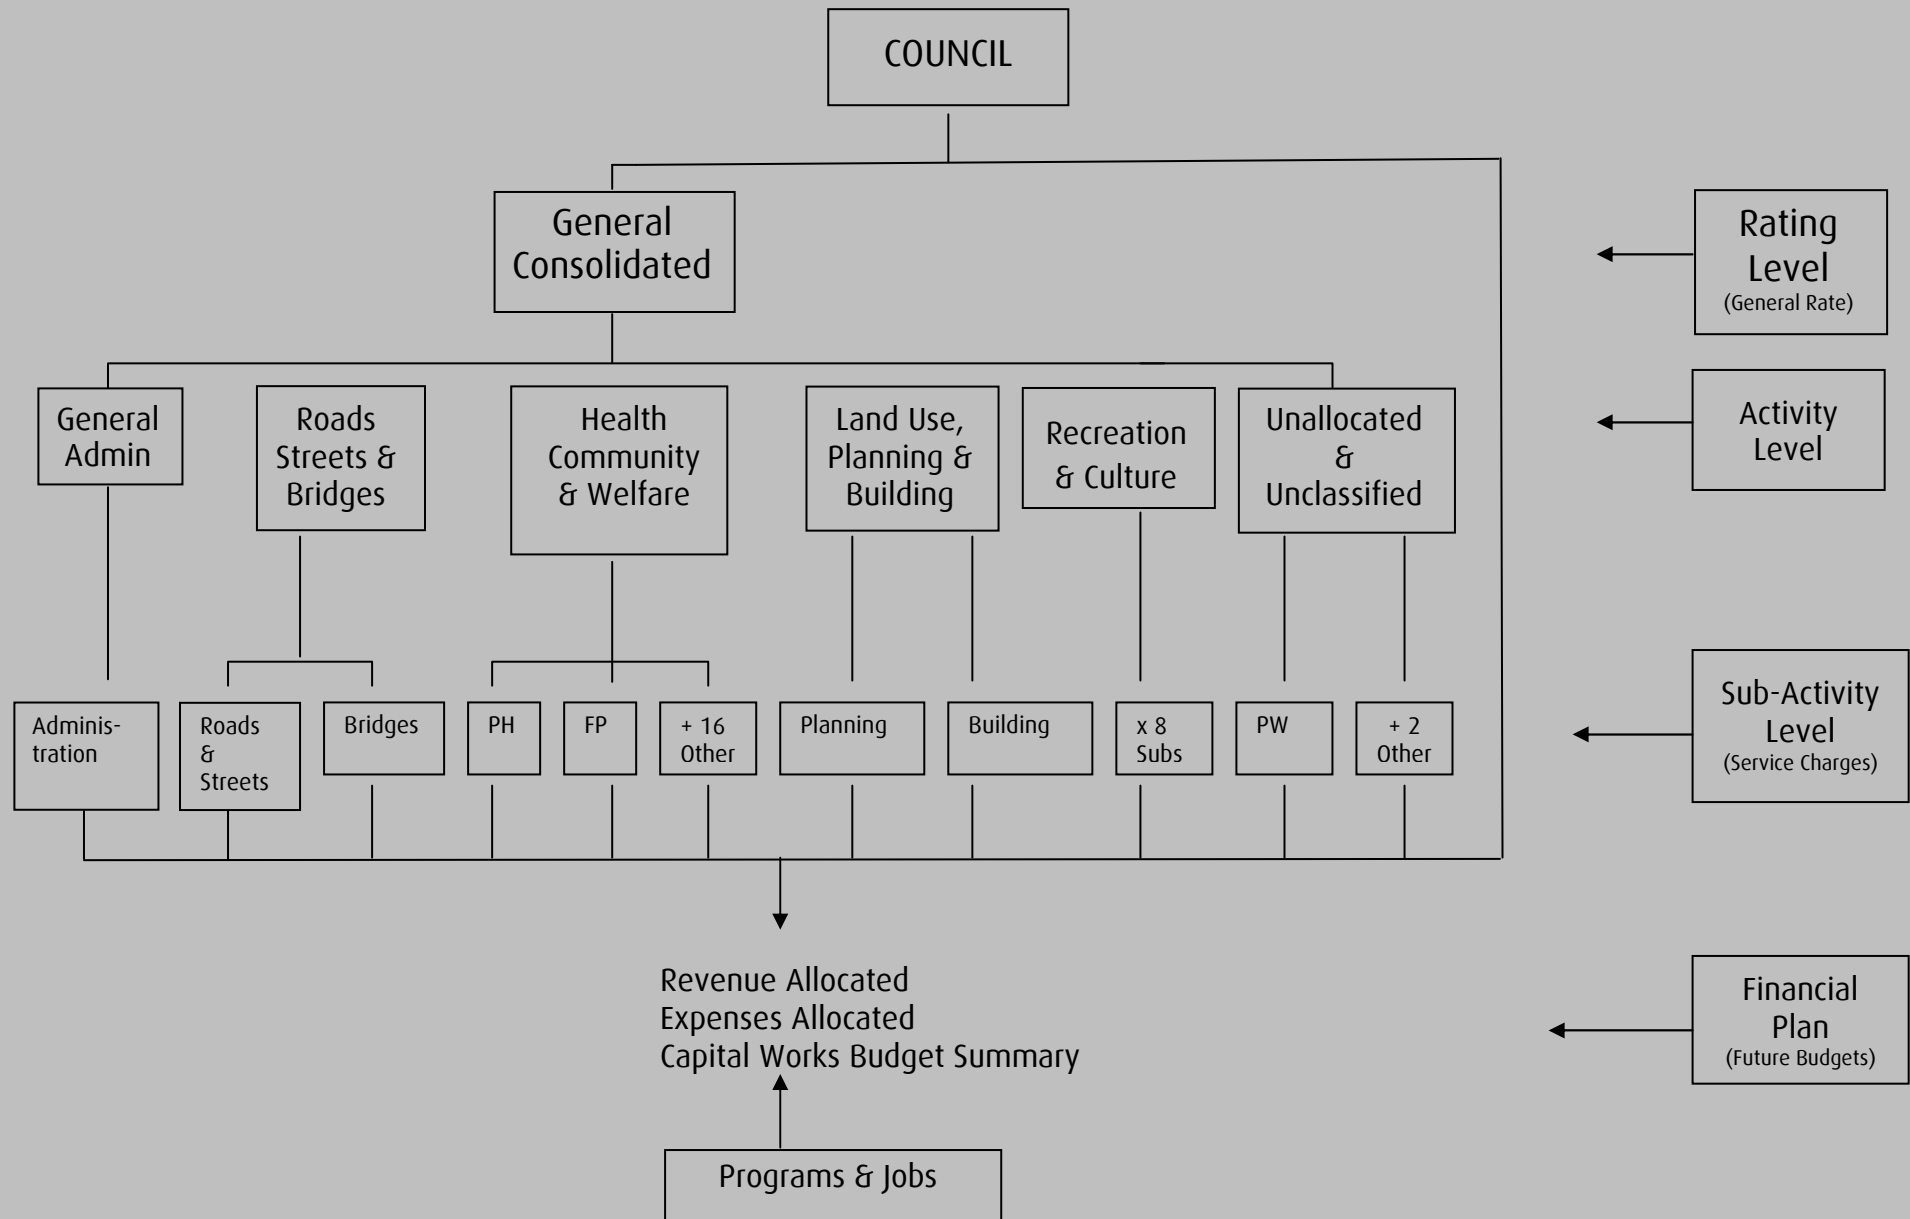 COUNCIL
General
Consolidated
Rating
Level
(General Rate)
General
Admin
Roads
Streets &
Bridges
Health
Community
& Welfare
Land Use,
Planning &
Building
Recreation
& Culture
Unallocated
&
Unclassified
Activity
Level
Adminis-
tration
Roads
&
Streets
Bridges
PH
FP
+ 16
Other
Planning
Building
x 8
Subs
PW
+ 2
Other
Sub-Activity
Level
(Service Charges)
Revenue Allocated
Expenses Allocated
Capital Works Budget Summary
Financial
Plan
(Future Budgets)
Programs & Jobs